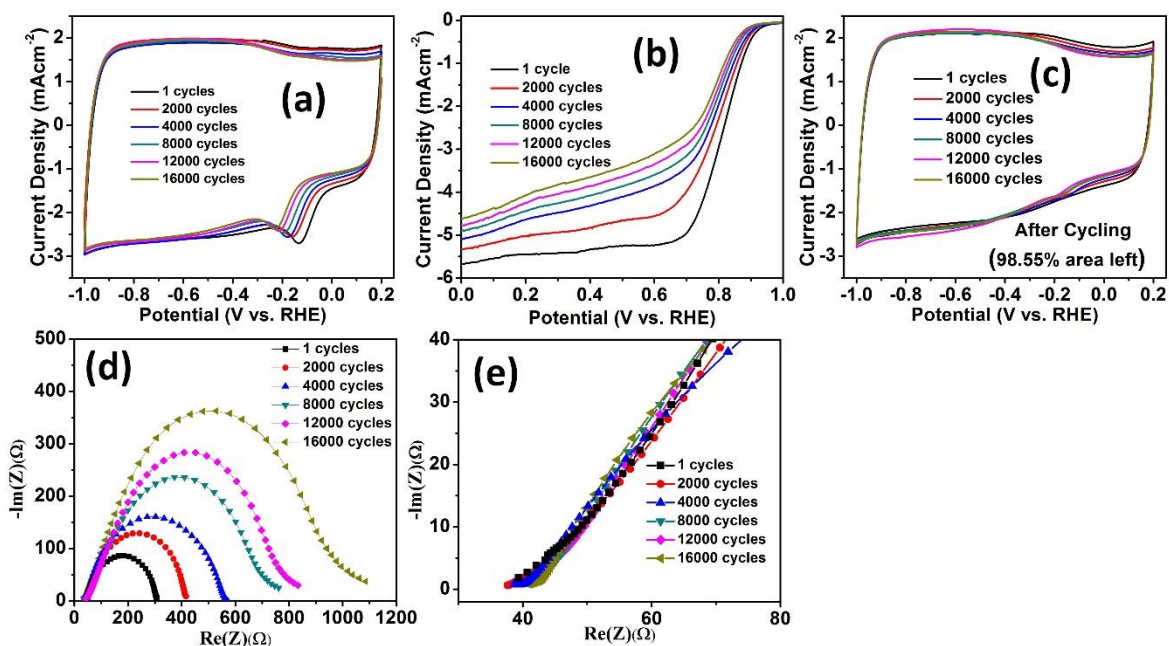 (a)
Current Density (mAcm-2)
2
1
0
-1
-2
-3
1 cycles
2000 cycles
4000 cycles
8000 cycles
12000 cycles
16000 cycles
-1.0 -0.8 -0.6 -0.4 -0.2 0.0 0.2
Potential (V vs. RHE)
(b)
Current Density (mAcm-2)
0
-1
-2
-3
-4
-5
-6
1 cycle
2000 cycles
4000 cycles
8000 cycles
12000 cycles
16000 cycles
0.0 0.2 0.4 0.6 0.8 1.0
Potential (V vs. RHE)
(c)
Current Density (mAcm-2)
2
1
0
-1
-2
-3
1 cycles
2000 cycles
4000 cycles
8000 cycles
12000 cycles
16000 cycles
After Cycling
(98.55% area left)
-1.0 -0.8 -0.6 -0.4 -0.2 0.0 0.2
Potential (V vs. RHE)
(d)
-Im(Z)(Ω)
500
400
300
200
100
0
1 cycles
2000 cycles
4000 cycles
8000 cycles
12000 cycles
16000 cycles
0 200 400 600 800 1000 1200
Re(Z)(Ω)
(e)
-Im(Z)(Ω)
40
30
20
10
0
1 cycles
2000 cycles
4000 cycles
8000 cycles
12000 cycles
16000 cycles
40 60 80
Re(Z)(Ω)